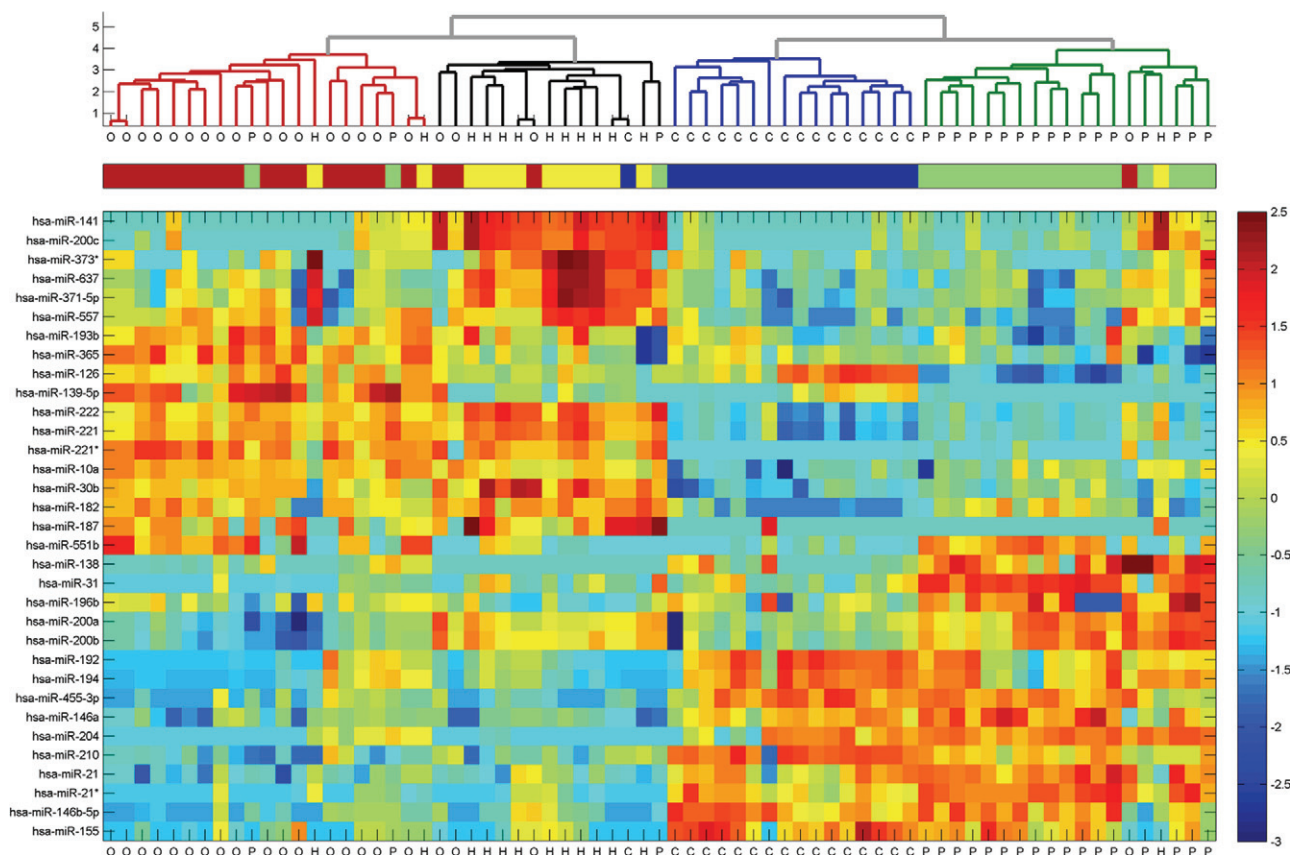 5
4
3
2
1
O O O O O O O O O P O O O H O O O O P O H O O H H H H O H H H H H C H P C C C C C C C C C C C C C C C C P P P P P P P P P P P P P O P H P P P
hsa-miR-141
hsa-miR-200c
hsa-miR-373*
hsa-miR-637
hsa-miR-371-5p
hsa-miR-557
hsa-miR-193b
hsa-miR-365
hsa-miR-126
hsa-miR-139-5p
hsa-miR-222
hsa-miR-221
hsa-miR-221*
hsa-miR-10a
hsa-miR-30b
hsa-miR-182
hsa-miR-187
hsa-miR-551b
hsa-miR-138
hsa-miR-31
hsa-miR-196b
hsa-miR-200a
hsa-miR-200b
hsa-miR-192
hsa-miR-194
hsa-miR-455-3p
hsa-miR-146a
hsa-miR-204
hsa-miR-210
hsa-miR-21
hsa-miR-21*
hsa-miR-146b-5p
hsa-miR-155
2.5
2
1.5
1
0.5
0
-0.5
-1
-1.5
-2
-2.5
-3
O O O O O O O O O P O O O H O O O O P O H O O H H H H O H H H H H C H P C C C C C C C C C C C C C C C C P P P P P P P P P P P P P O P H P P P